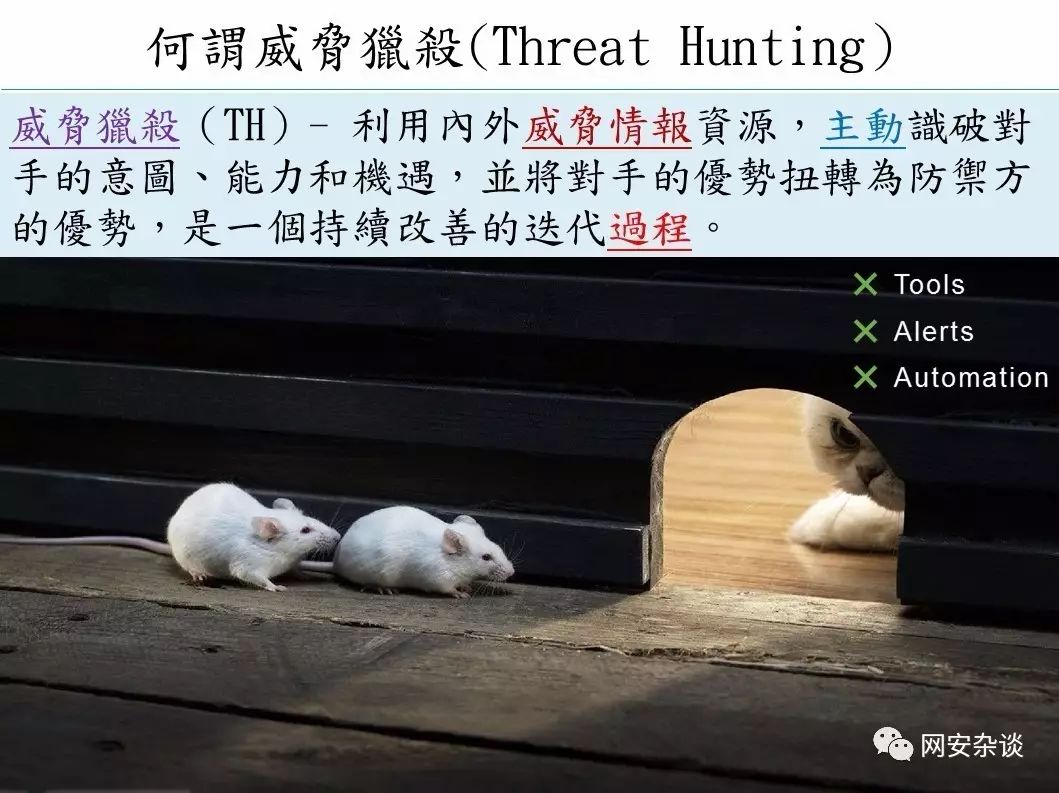 何謂威脅獵殺(Threat Hunting)
威脅獵殺（TH）– 利用內外威脅情報資源，主動識破對
手的意圖、能力和機遇，並將對手的優勢扭轉為防禦方
的優勢，是一個持續改善的迭代過程。
✕ Tools
✕ Alerts
✕ Automation
网安杂谈